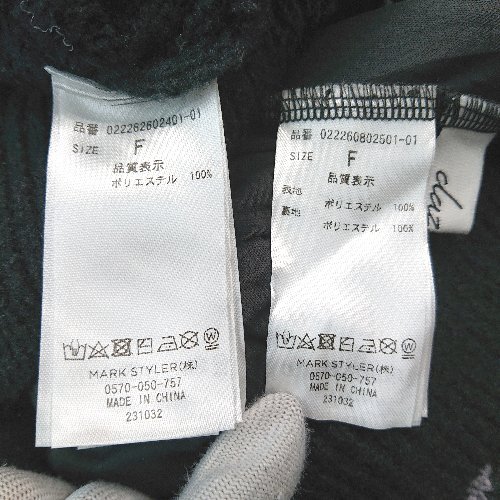 品番 022262602401-01
SIZE F
品質表示
ポリエステル 100%
MARK STYLER(株)
0570-050-757
MADE IN CHINA
231032
品番 022260802501-01
SIZE F
品質表示
表地 ポリエステル 100%
裏地 ポリエステル 100%
MARK STYLER(株)
0570-050-757
MADE IN CHINA
231032